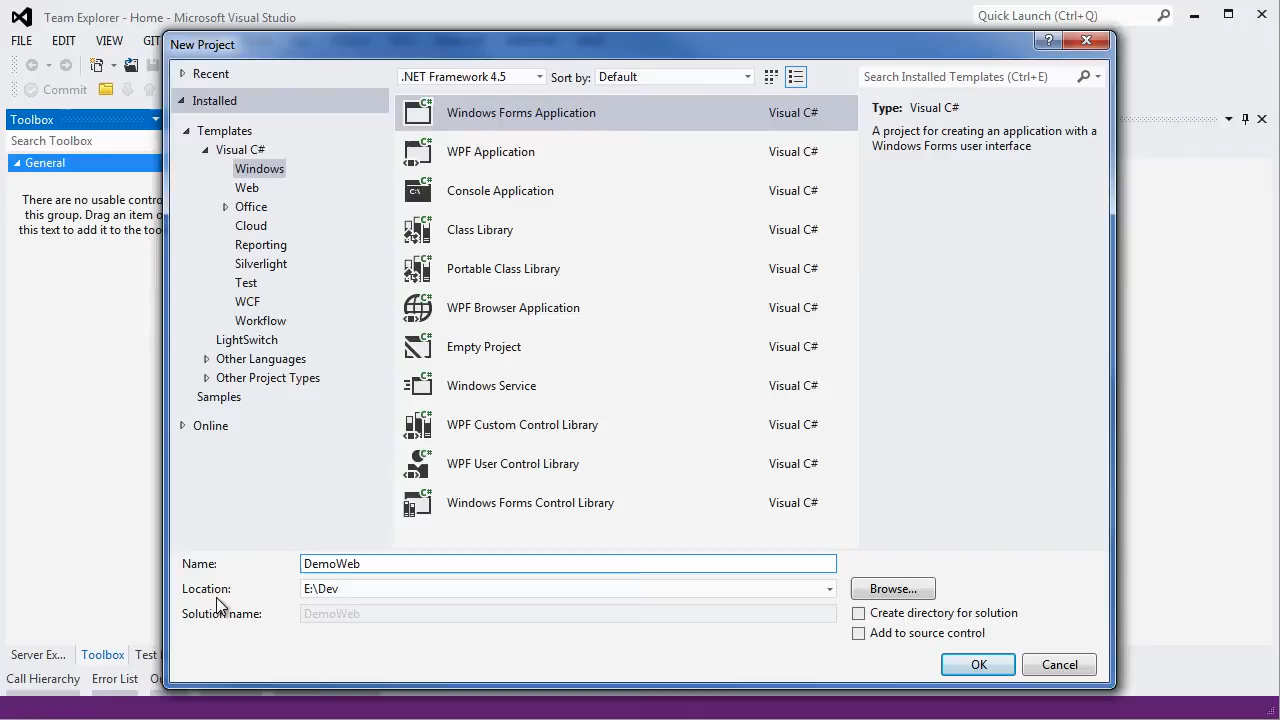 Team Explorer - Home - Microsoft Visual Studio
Quick Launch (Ctrl+Q)
FILE EDIT VIEW GIT
New Project
Commit
Toolbox
Search Toolbox
General
There are no usable contro
this group. Drag an item o
this text to add it to the too
Recent
Installed
Templates
Visual C#
Windows
Web
Office
Cloud
Reporting
Silverlight
Test
WCF
Workflow
LightSwitch
Other Languages
Other Project Types
Samples
Online
.NET Framework 4.5 Sort by: Default
Search Installed Templates (Ctrl+E)
Windows Forms Application Visual C#
WPF Application Visual C#
Console Application Visual C#
Class Library Visual C#
Portable Class Library Visual C#
WPF Browser Application Visual C#
Empty Project Visual C#
Windows Service Visual C#
WPF Custom Control Library Visual C#
WPF User Control Library Visual C#
Windows Forms Control Library Visual C#
Type: Visual C#
A project for creating an application with a
Windows Forms user interface
Name: DemoWeb
Location: E:\Dev Browse...
Solution name: DemoWeb
Create directory for solution
Add to source control
OK Cancel
Server Ex... Toolbox Test
Call Hierarchy Error List Ou